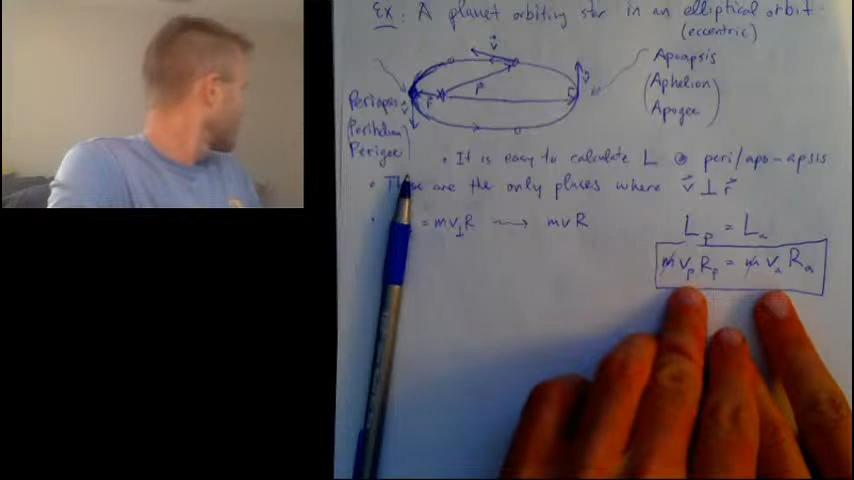 EX: A planet orbiting star in an elliptical orbit.
(eccentric)
v
r
r
v
v
Apoapsis
(Aphelion)
Apogee
Periapsis
(Perihelion)
Perigee
• It is easy to calculate L @ peri/apo-apsis
• These are the only places where v ⊥ r
• = mv⊥R → mvR
Lp = La
mvpRp = mvaRa